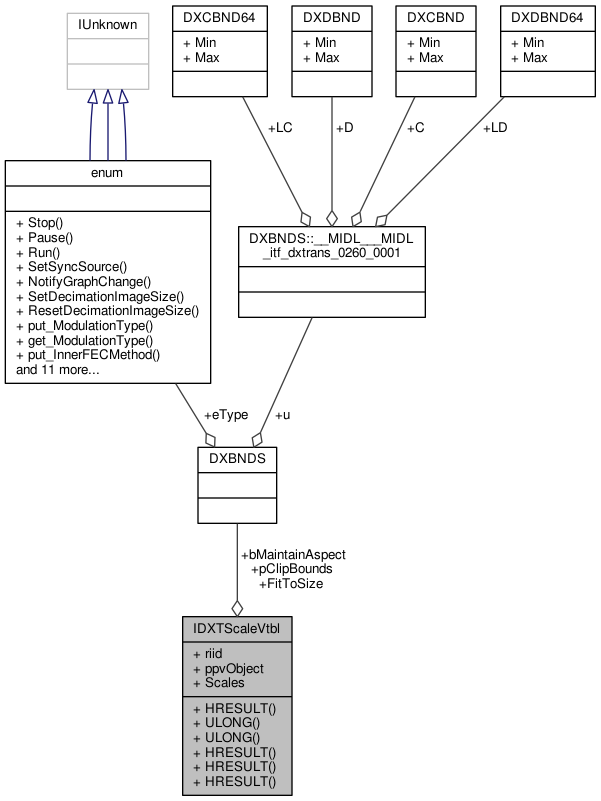 IUnknown
DXCBND64
+ Min
+ Max
DXDBND
+ Min
+ Max
DXCBND
+ Min
+ Max
DXDBND64
+ Min
+ Max
+LC
+D
+C
+LD
enum
+ Stop()
+ Pause()
+ Run()
+ SetSyncSource()
+ NotifyGraphChange()
+ SetDecimationImageSize()
+ ResetDecimationImageSize()
+ put_ModulationType()
+ get_ModulationType()
+ put_InnerFECMethod()
and 11 more...
DXBNDS::__MIDL___MIDL
_itf_dxtrans_0260_0001
+eType
+u
DXBNDS
+bMaintainAspect
+pClipBounds
+FitToSize
IDXTScaleVtbl
+ riid
+ ppvObject
+ Scales
+ HRESULT()
+ ULONG()
+ ULONG()
+ HRESULT()
+ HRESULT()
+ HRESULT()